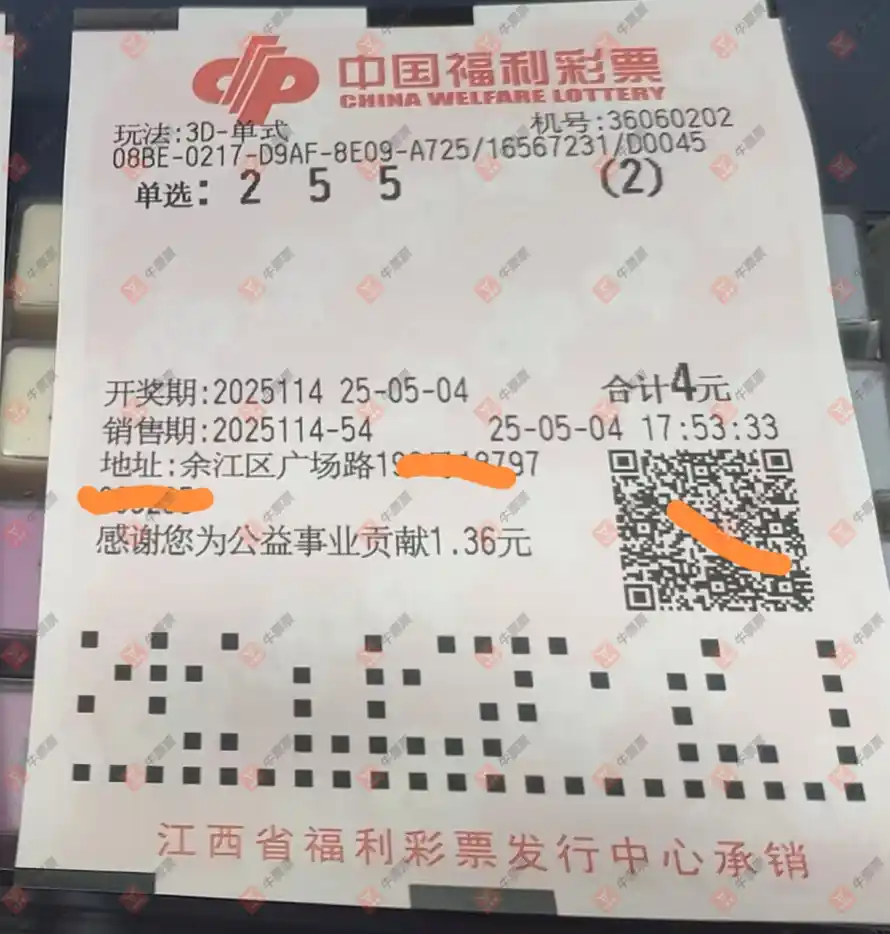 中国福利彩票
CHINA WELFARE LOTTERY
玩法:3D-单式 机号:36060202
08BE-0217-D9AF-8E09-A725/16567231/D0045
单选: 2 5 5 (2)
开奖期:2025114 25-05-04 合计4元
销售期:2025114-54 25-05-04 17:53:33
地址:余江区广场路19 797
感谢您为公益事业贡献1.36元
江西省福利彩票发行中心承销